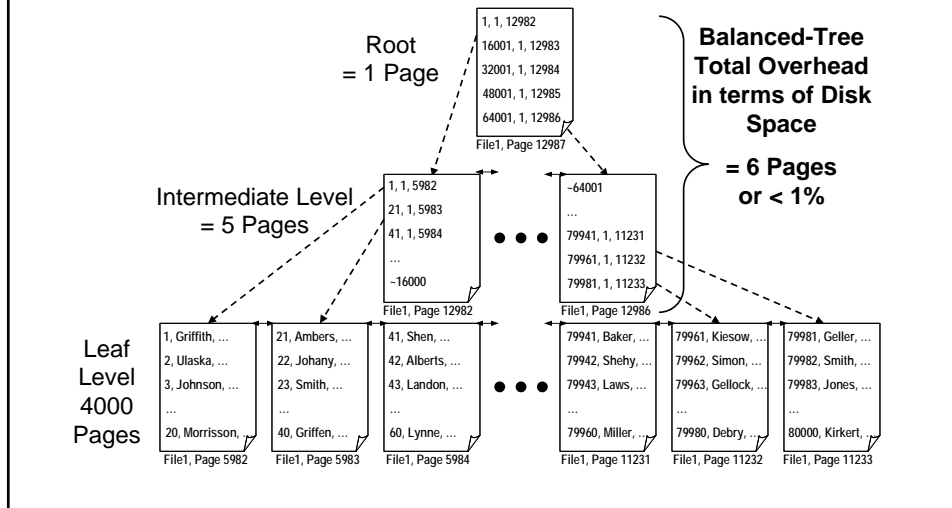 Root
= 1 Page
1, 1, 12982
16001, 1, 12983
32001, 1, 12984
48001, 1, 12985
64001, 1, 12986
File1, Page 12987
Balanced-Tree
Total Overhead
in terms of Disk
Space
= 6 Pages
or < 1%
Intermediate Level
= 5 Pages
1, 1, 5982
21, 1, 5983
41, 1, 5984
...
~16000
File1, Page 12982
~64001
...
79941, 1, 11231
79961, 1, 11232
79981, 1, 11233
File1, Page 12986
Leaf
Level
4000
Pages
1, Griffith, ...
2, Ulaska, ...
3, Johnson, ...
...
20, Morrisson, ...
File1, Page 5982
21, Ambers, ...
22, Johany, ...
23, Smith, ...
...
40, Griffen, ...
File1, Page 5983
41, Shen, ...
42, Alberts, ...
43, Landon, ...
...
60, Lynne, ...
File1, Page 5984
79941, Baker, ...
79942, Shehy, ...
79943, Laws, ...
...
79960, Miller, ...
File1, Page 11231
79961, Kiesow, ...
79962, Simon, ...
79963, Gellock, ...
...
79980, Debry, ...
File1, Page 11232
79981, Geller, ...
79982, Smith, ...
79983, Jones, ...
...
80000, Kirkert, ...
File1, Page 11233